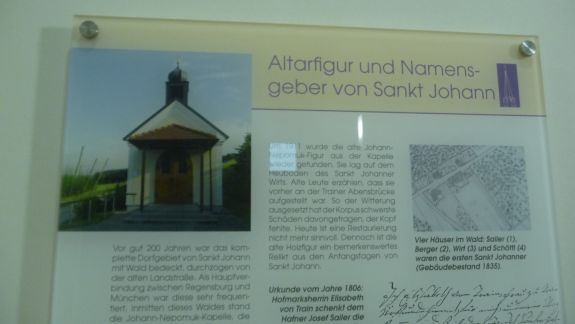 Altarfigur und Namens-
geber von Sankt Johann
1911 wurde die alte Johann-
Nepomuk-Figur aus der Kapelle
wieder gefunden. Sie lag auf dem
Heuboden des Sankt Johanner
Wirts. Alte Leute erzählen, daß sie
vorher an der Trainer Abensbrücke
aufgestellt war. So der Witterung
ausgesetzt hat der Korpus schwerste
Schäden davongetragen, der Kopf
fehlte. Heute ist eine Restaurierung
nicht mehr sinnvoll. Dennoch ist die
alte Holzfigur ein bemerkenswertes
Relikt aus den Anfangstagen von
Sankt Johann.
Vier Häuser im Wald: Sailer (1),
Berger (2), Wirt (3) und Schöttl (4)
waren die ersten Sankt Johanner
(Gebäudebestand 1835).
Vor gut 200 Jahren war das kom-
plette Dorfgebiet von Sankt Johann
mit Wald bedeckt, durchzogen von
der alten Landstraße. Als Hauptver-
bindung zwischen Regensburg und
München war diese sehr frequen-
tiert. Inmitten dieses Waldes stand
die Johann-Nepomuk-Kapelle, die
Urkunde vom Jahre 1806:
Hofmarksherrin Elisabeth
von Train schenkt dem
Hafner Josef Sailer die